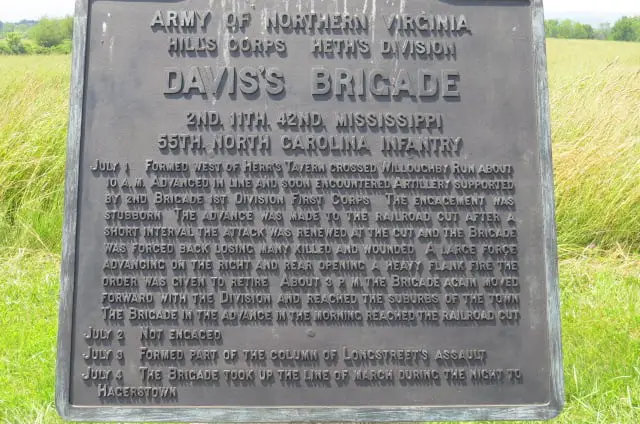 ARMY OF NORTHERN VIRGINIA
HILL'S CORPS HETH'S DIVISION
DAVIS'S BRIGADE
2ND, 11TH, 42ND, MISSISSIPPI
55TH, NORTH CAROLINA INFANTRY
JULY 1 FORMED WEST OF HERR'S TAVERN CROSSED WILLOUGHBY RUN ABOUT
10 A.M. ADVANCED IN LINE AND SOON ENCOUNTERED ARTILLERY SUPPORTED
BY 2ND BRIGADE 1ST DIVISION FIRST CORPS THE ENGAGEMENT WAS
STUBBORN THE ADVANCE WAS MADE TO THE RAILROAD CUT AFTER A
SHORT INTERVAL THE ATTACK WAS RENEWED AT THE CUT AND THE BRIGADE
WAS FORCED BACK LOSING MANY KILLED AND WOUNDED A LARGE FORCE
ADVANCING ON THE RIGHT AND REAR OPENING A HEAVY FLANK FIRE THE
ORDER WAS GIVEN TO RETIRE ABOUT 3 P.M. THE BRIGADE AGAIN MOVED
FORWARD WITH THE DIVISION AND REACHED THE SUBURBS OF THE TOWN
THE BRIGADE IN THE ADVANCE IN THE MORNING REACHED THE RAILROAD CUT
JULY 2 NOT ENGAGED
JULY 3 FORMED PART OF THE COLUMN OF LONGSTREET'S ASSAULT
JULY 4 THE BRIGADE TOOK UP THE LINE OF MARCH DURING THE NIGHT TO
HAGERSTOWN